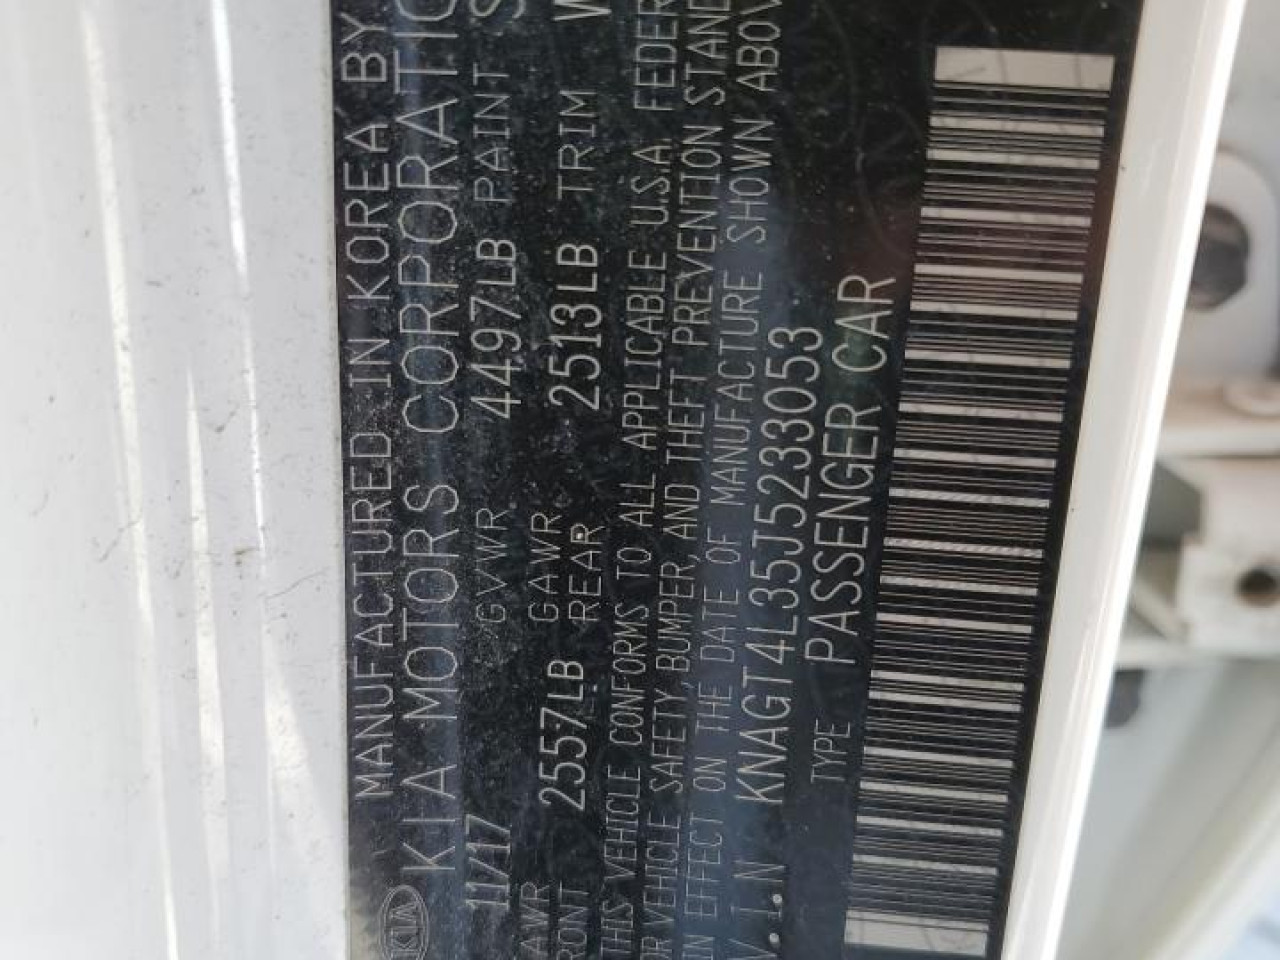 MANUFACTURED IN KOREA BY
KIA KIA MOTORS CORPORATIO
11/17 GVWR 4497LB PAINT S
GAWR FRONT 2557LB GAWR REAR 2513LB TRIM W
THIS VEHICLE CONFORMS TO ALL APPLICABLE U.S.A. FEDER
OR VEHICLE SAFETY, BUMPER, AND THEFT PREVENTION STAND
IN EFFECT ON THE DATE OF MANUFACTURE SHOWN ABOV
V.I.N KNAGT4L35J5233053
TYPE PASSENGER CAR